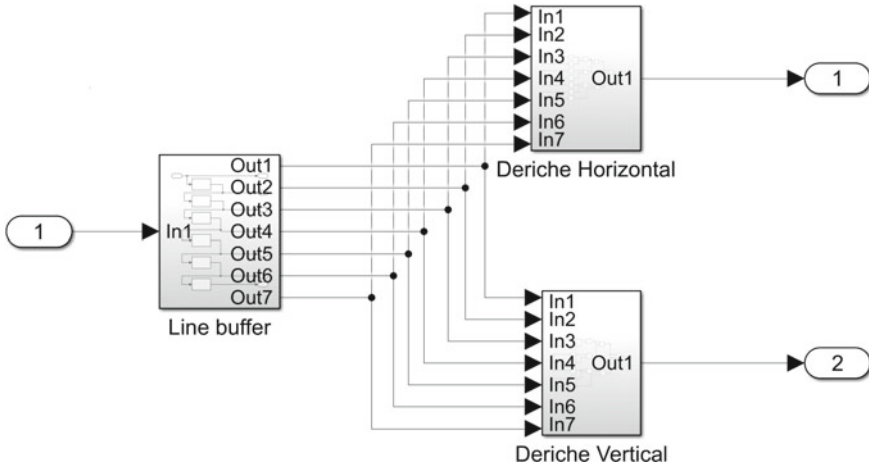 In1
In2
In3
In4
In5
In6
In7
Out1
1
Deriche Horizontal
1
In1
Out1
Out2
Out3
Out4
Out5
Out6
Out7
Line buffer
In1
In2
In3
In4
In5
In6
In7
Out1
2
Deriche Vertical